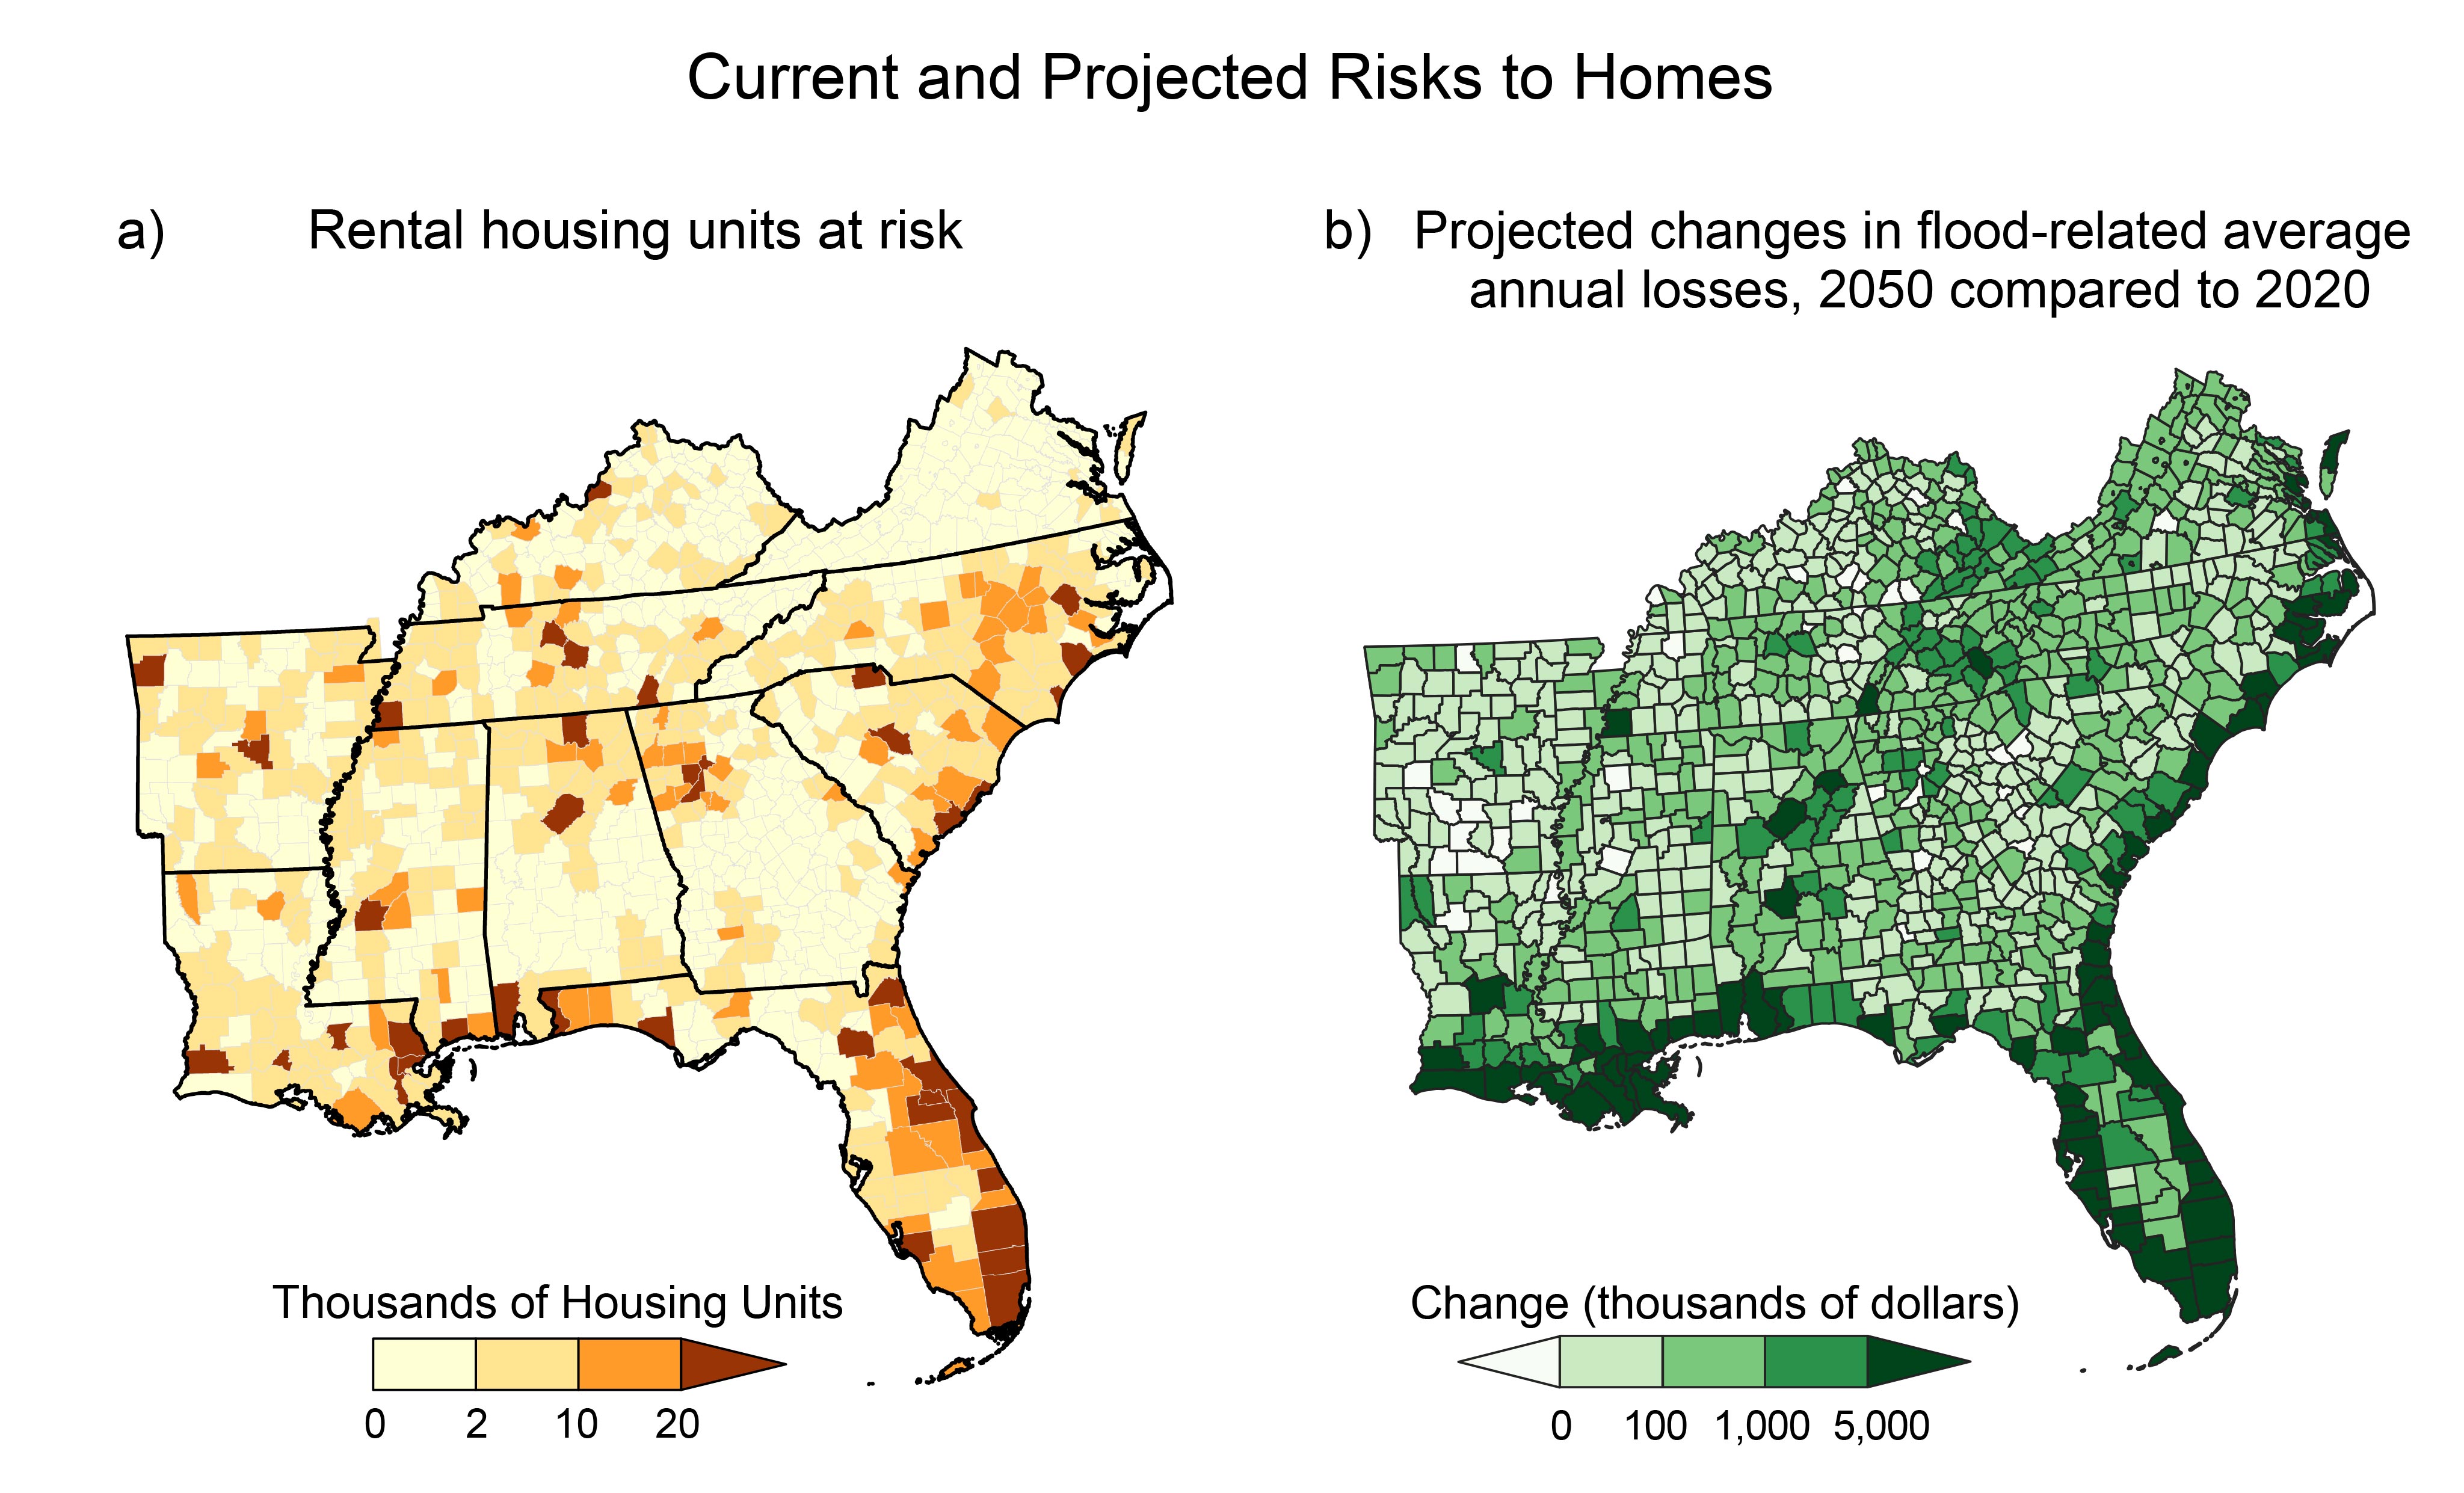 Current and Projected Risks to Homes
a) Rental housing units at risk
b) Projected changes in flood-related average
annual losses, 2050 compared to 2020
Thousands of Housing Units
0 2 10 20
Change (thousands of dollars)
0 100 1,000 5,000